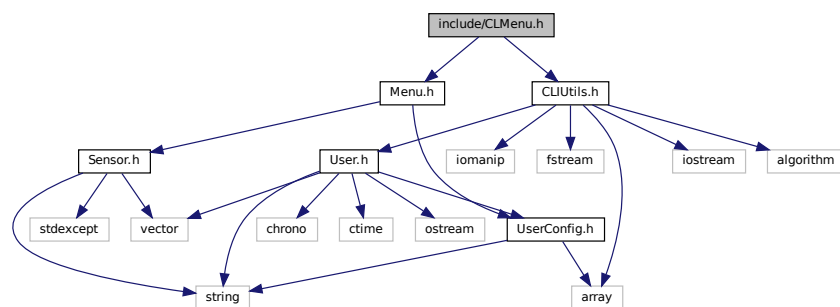 include/CLMenu.h
Menu.h
CLIUtils.h
Sensor.h
User.h
iomanip
fstream
iostream
algorithm
stdexcept
vector
chrono
ctime
ostream
UserConfig.h
string
array